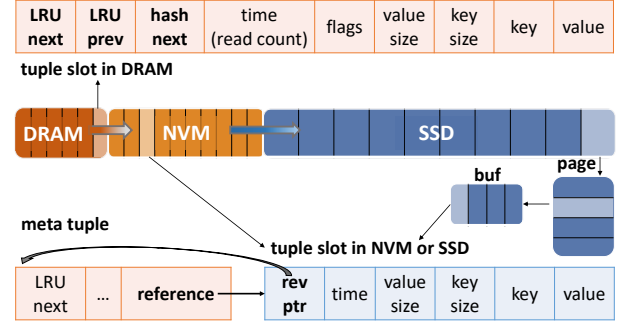 LRU next
LRU prev
hash next
time (read count)
flags
value size
key size
key
value
tuple slot in DRAM
DRAM
NVM
SSD
page
buf
meta tuple
tuple slot in NVM or SSD
LRU next
...
reference
rev ptr
time
value size
key size
key
value